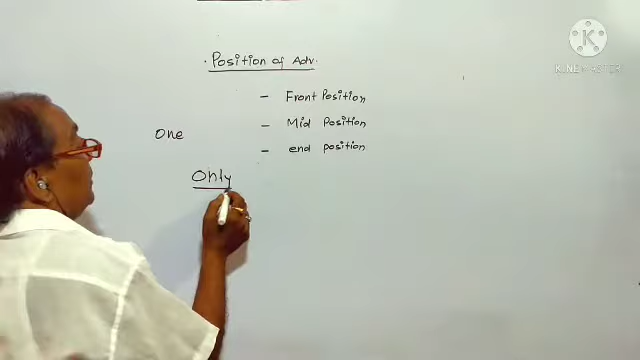 . Position of Adv.
- Front Position
- Mid Position
One
- end position
Only
K
KINEMASTER